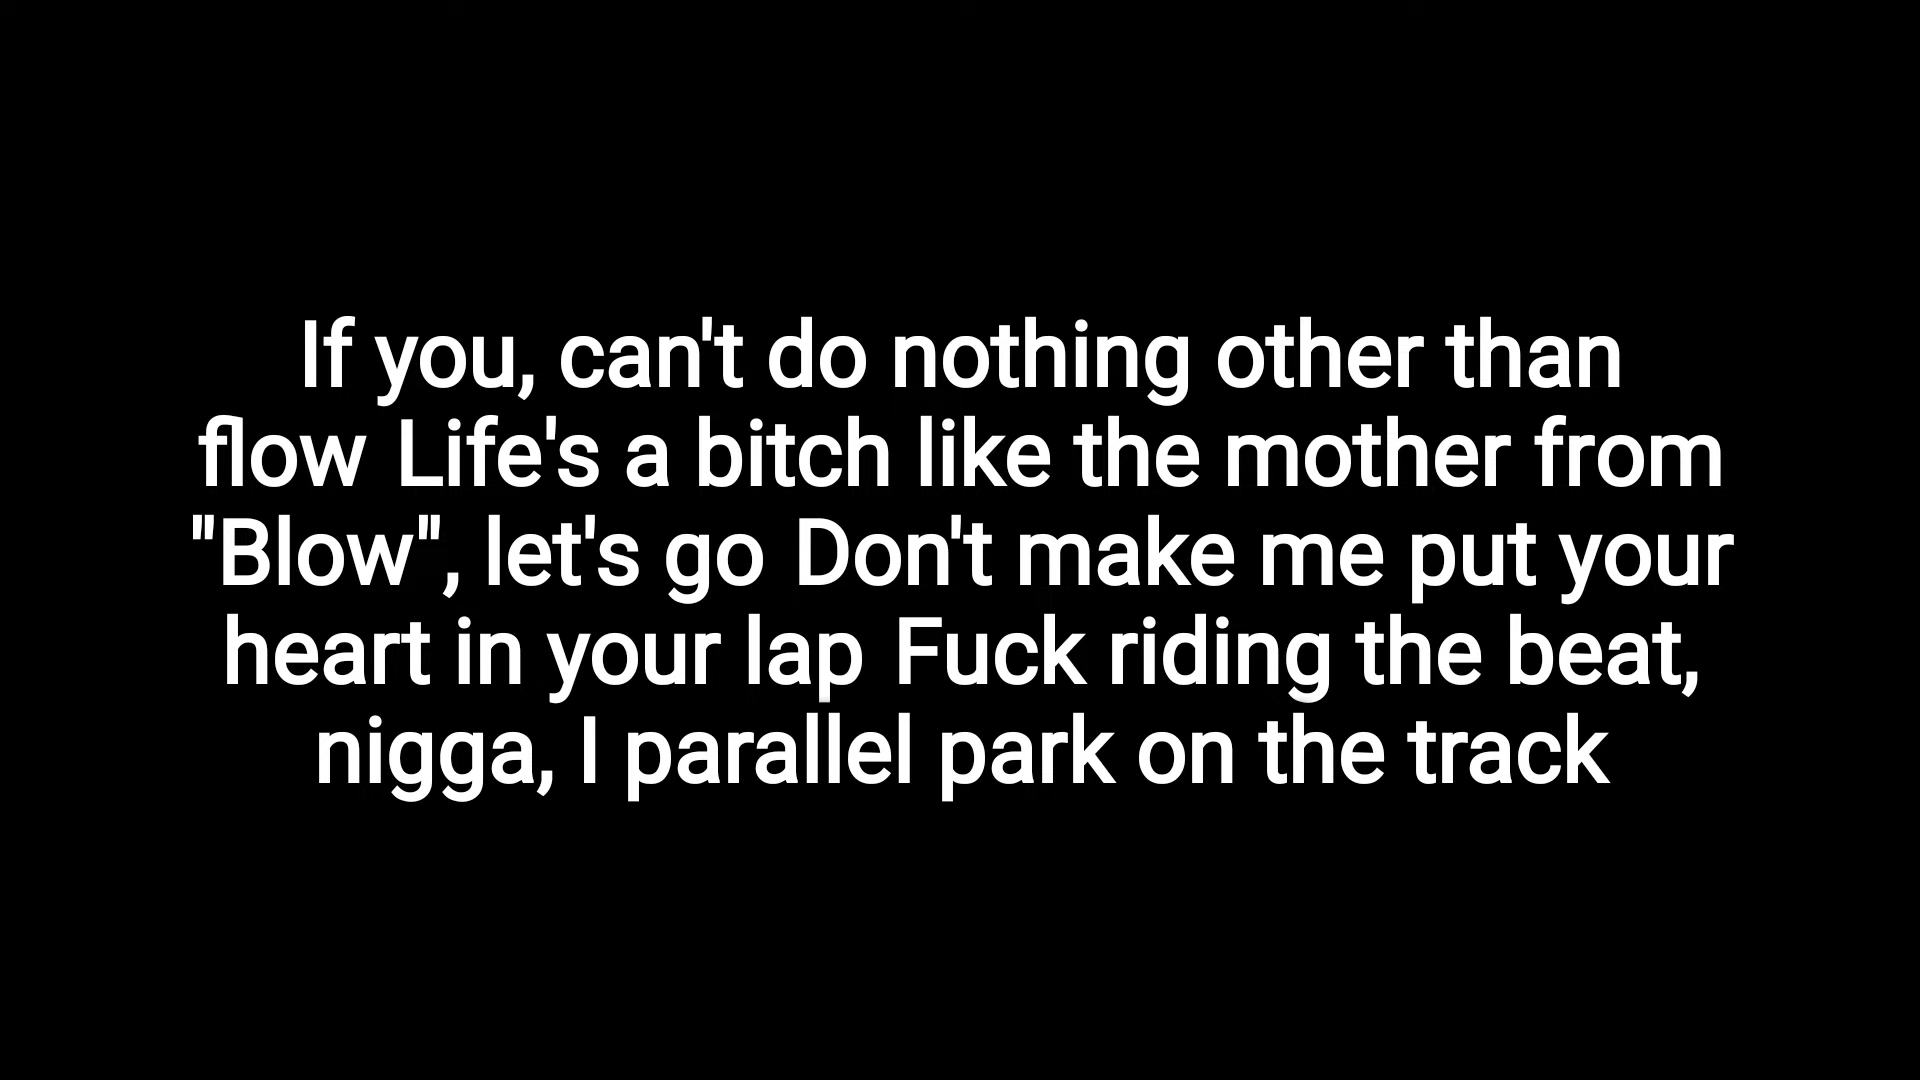 If you, can't do nothing other than
flow Life's a bitch like the mother from
"Blow", let's go Don't make me put your
heart in your lap Fuck riding the beat,
nigga, I parallel park on the track